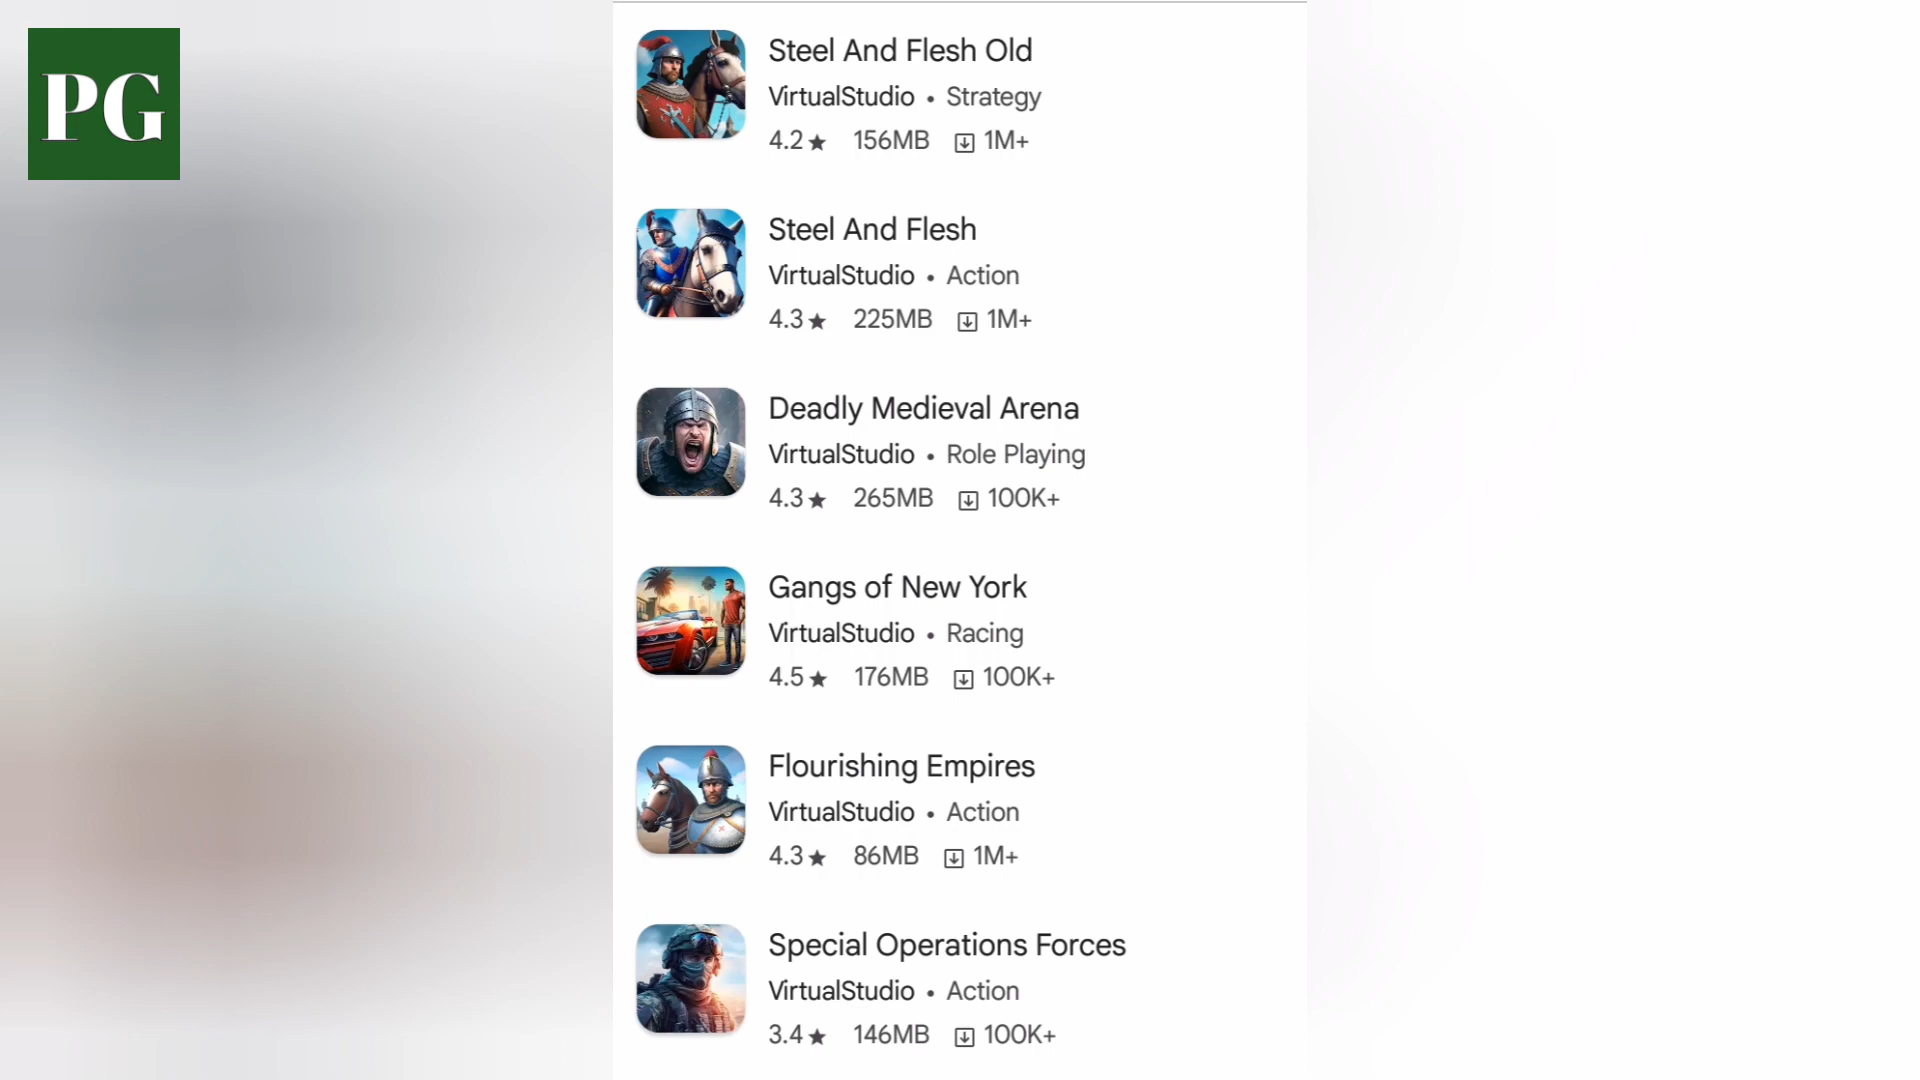 PG
Steel And Flesh Old
VirtualStudio • Strategy
4.2★ 156MB 1M+
Steel And Flesh
VirtualStudio • Action
4.3★ 225MB 1M+
Deadly Medieval Arena
VirtualStudio • Role Playing
4.3★ 265MB 100K+
Gangs of New York
VirtualStudio • Racing
4.5★ 176MB 100K+
Flourishing Empires
VirtualStudio • Action
4.3★ 86MB 1M+
Special Operations Forces
VirtualStudio • Action
3.4★ 146MB 100K+